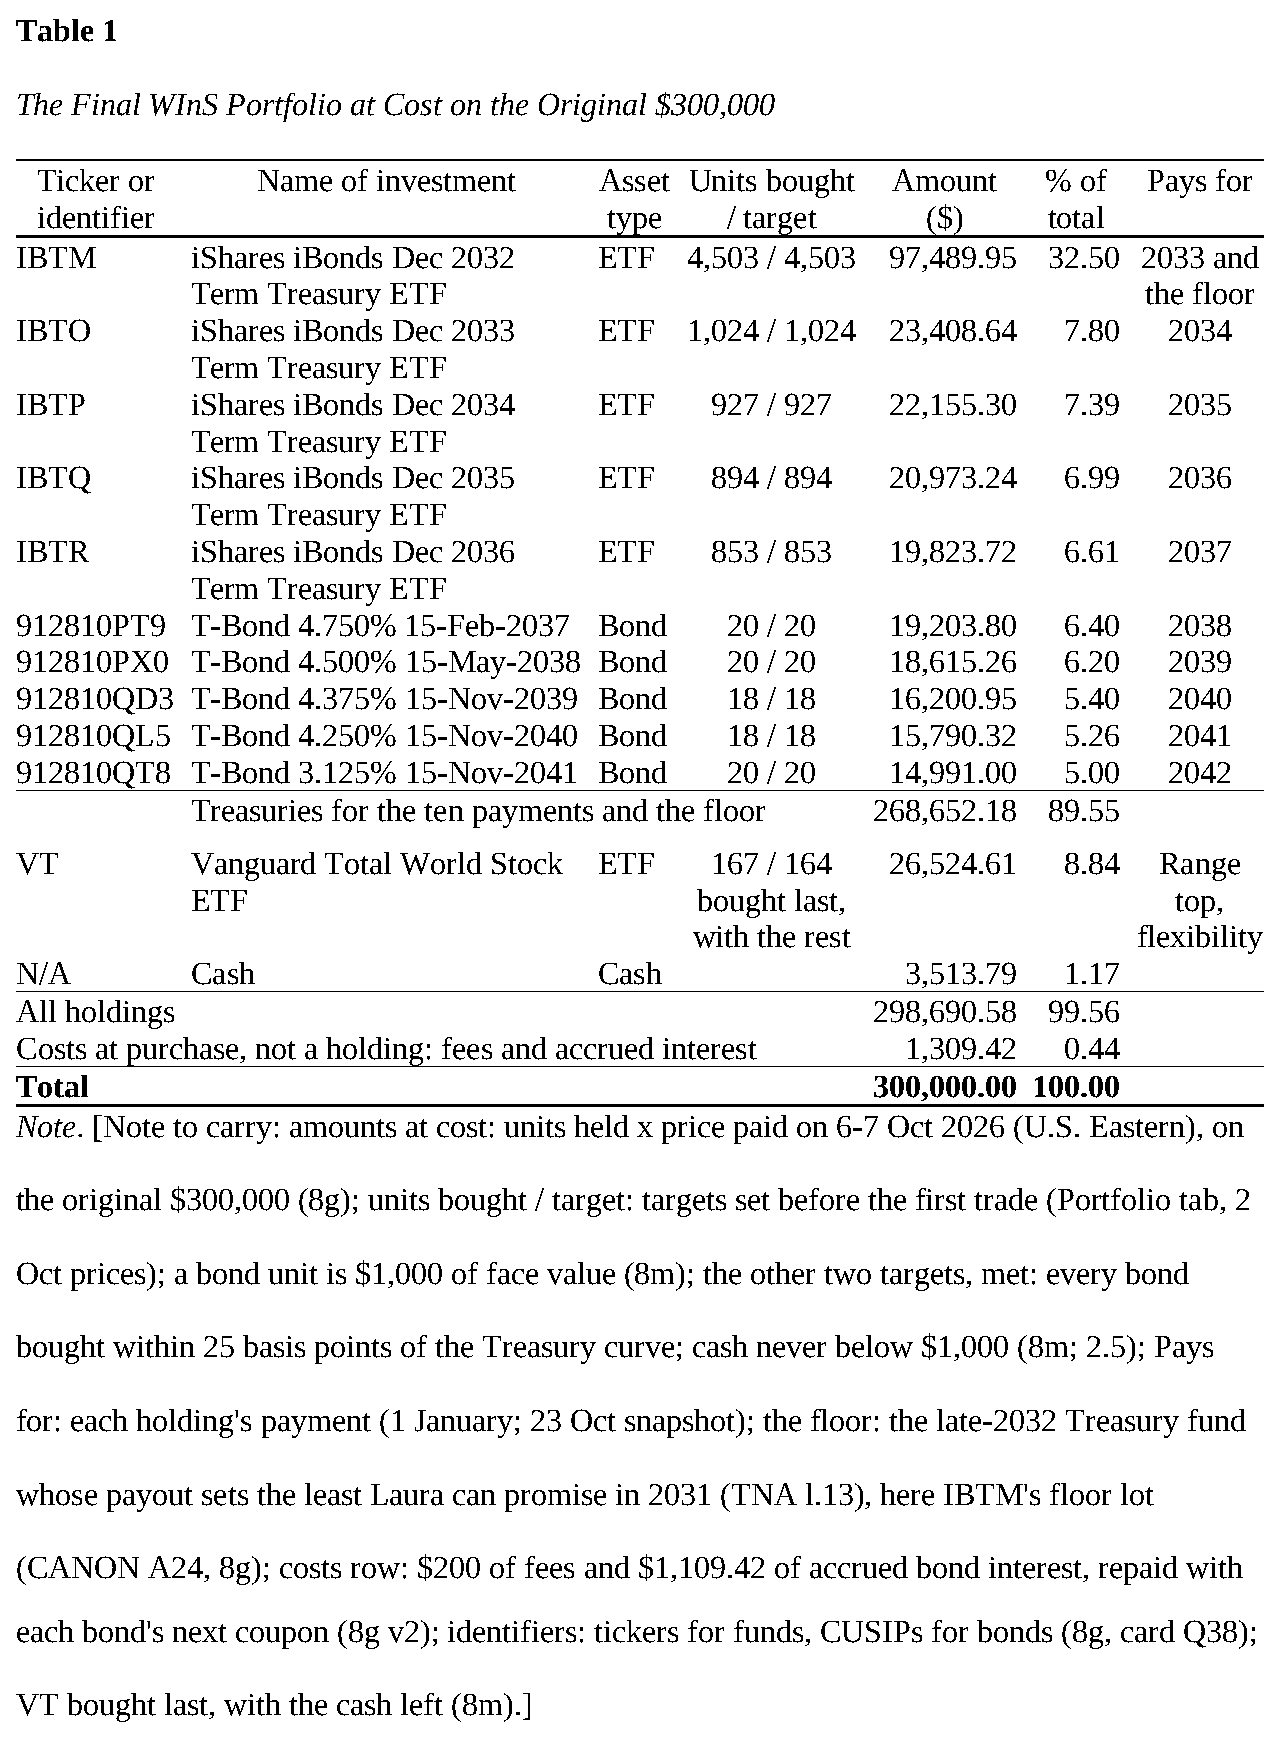 Table 1
The Final WInS Portfolio at Cost on the Original $300,000
Ticker or identifier Name of investment Asset type Units bought / target Amount ($) % of total Pays for
IBTM iShares iBonds Dec 2032 ETF 4,503 / 4,503 97,489.95 32.50 2033 and
Term Treasury ETF the floor
IBTO iShares iBonds Dec 2033 ETF 1,024 / 1,024 23,408.64 7.80 2034
Term Treasury ETF
IBTP iShares iBonds Dec 2034 ETF 927 / 927 22,155.30 7.39 2035
Term Treasury ETF
IBTQ iShares iBonds Dec 2035 ETF 894 / 894 20,973.24 6.99 2036
Term Treasury ETF
IBTR iShares iBonds Dec 2036 ETF 853 / 853 19,823.72 6.61 2037
Term Treasury ETF
912810PT9 T-Bond 4.750% 15-Feb-2037 Bond 20 / 20 19,203.80 6.40 2038
912810PX0 T-Bond 4.500% 15-May-2038 Bond 20 / 20 18,615.26 6.20 2039
912810QD3 T-Bond 4.375% 15-Nov-2039 Bond 18 / 18 16,200.95 5.40 2040
912810QL5 T-Bond 4.250% 15-Nov-2040 Bond 18 / 18 15,790.32 5.26 2041
912810QT8 T-Bond 3.125% 15-Nov-2041 Bond 20 / 20 14,991.00 5.00 2042
Treasuries for the ten payments and the floor 268,652.18 89.55
VT Vanguard Total World Stock ETF 167 / 164 26,524.61 8.84 Range
ETF bought last, top,
with the rest flexibility
N/A Cash Cash 3,513.79 1.17
All holdings 298,690.58 99.56
Costs at purchase, not a holding: fees and accrued interest 1,309.42 0.44
Total 300,000.00 100.00
Note. [Note to carry: amounts at cost: units held x price paid on 6-7 Oct 2026 (U.S. Eastern), on
the original $300,000 (8g); units bought / target: targets set before the first trade (Portfolio tab, 2
Oct prices); a bond unit is $1,000 of face value (8m); the other two targets, met: every bond
bought within 25 basis points of the Treasury curve; cash never below $1,000 (8m; 2.5); Pays
for: each holding's payment (1 January; 23 Oct snapshot); the floor: the late-2032 Treasury fund
whose payout sets the least Laura can promise in 2031 (TNA l.13), here IBTM's floor lot
(CANON A24, 8g); costs row: $200 of fees and $1,109.42 of accrued bond interest, repaid with
each bond's next coupon (8g v2); identifiers: tickers for funds, CUSIPs for bonds (8g, card Q38);
VT bought last, with the cash left (8m).]